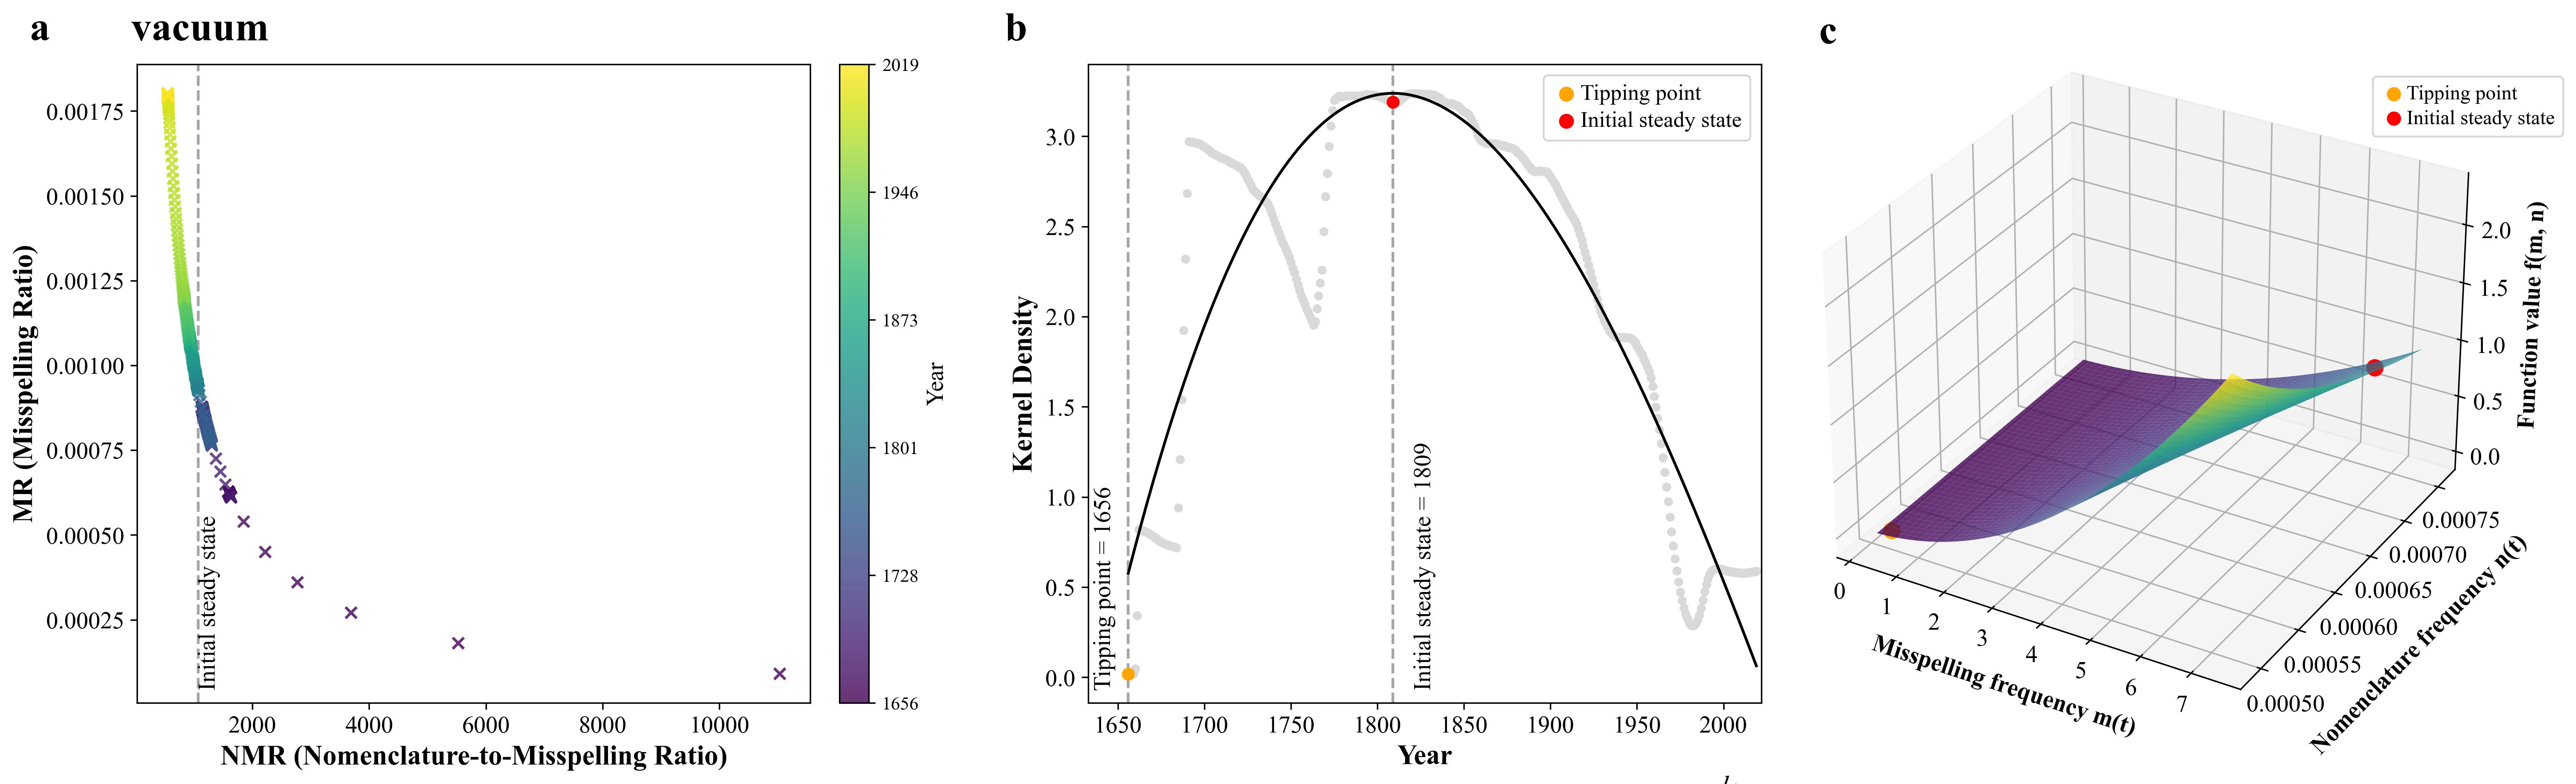 a vacuum
0.00175
0.00150
0.00125
0.00100
0.00075
0.00050
0.00025
MR (Misspelling Ratio)
Initial steady state
2000 4000 6000 8000 10000
NMR (Nomenclature-to-Misspelling Ratio)
2019
1946
1873
1801
1728
1656
Year
b
Tipping point
Initial steady state
3.0
2.5
2.0
1.5
1.0
0.5
0.0
Kernel Density
Tipping point = 1656
Initial steady state = 1809
1650 1700 1750 1800 1850 1900 1950 2000
Year
c
Tipping point
Initial steady state
2.0
1.5
1.0
0.5
0.0
Function value f(m, n)
0 1 2 3 4 5 6 7
Misspelling frequency m(t)
0.00075
0.00070
0.00065
0.00060
0.00055
0.00050
Nomenclature frequency n(t)